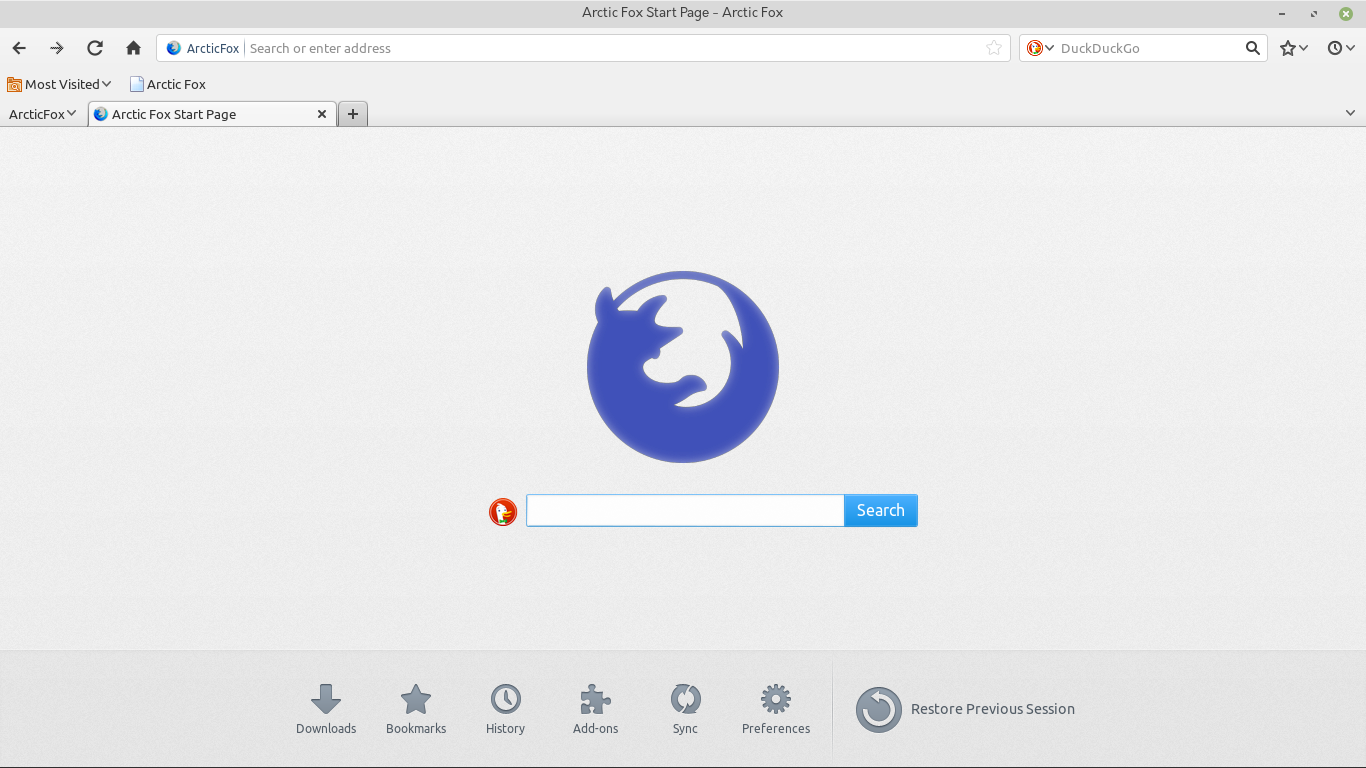 Arctic Fox Start Page - Arctic Fox
ArcticFox Search or enter address DuckDuckGo
Most Visited Arctic Fox
ArcticFox Arctic Fox Start Page
Search
Downloads Bookmarks History Add-ons Sync Preferences Restore Previous Session